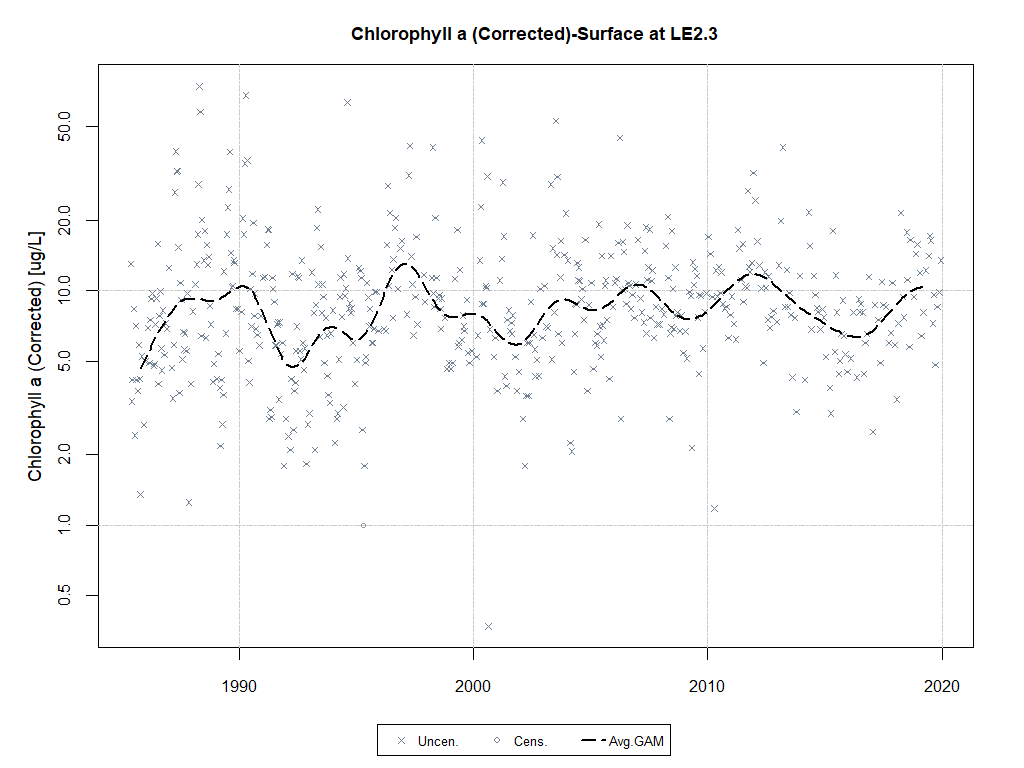 Chlorophyll a (Corrected)-Surface at LE2.3
Chlorophyll a (Corrected) [ug/L]
50.0
20.0
10.0
5.0
2.0
1.0
0.5
1990 2000 2010 2020
Uncen. Cens. Avg.GAM